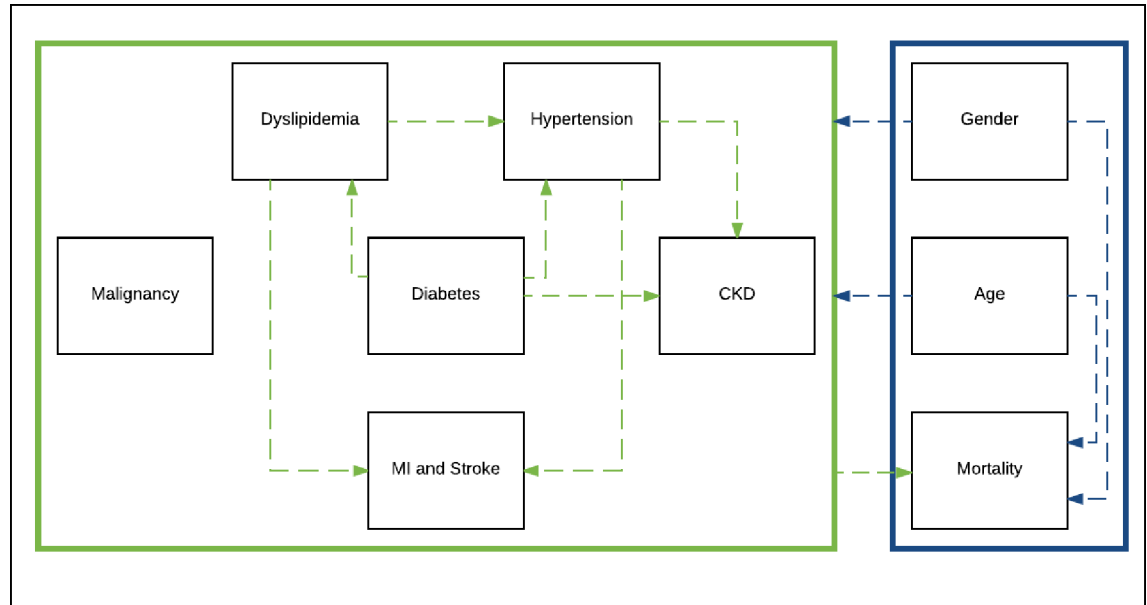 Dyslipidemia
Hypertension
Gender
Malignancy
Diabetes
CKD
Age
MI and Stroke
Mortality